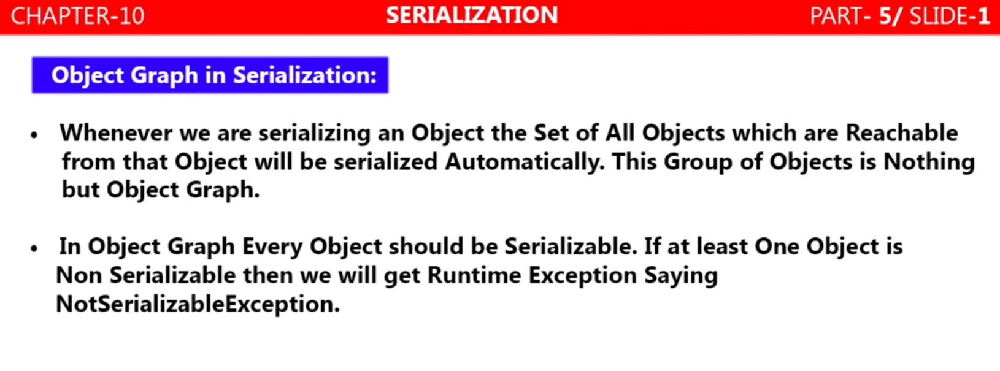 CHAPTER-10
SERIALIZATION
PART- 5/ SLIDE-1
Object Graph in Serialization:
• Whenever we are serializing an Object the Set of All Objects which are Reachable
from that Object will be serialized Automatically. This Group of Objects is Nothing
but Object Graph.
• In Object Graph Every Object should be Serializable. If at least One Object is
Non Serializable then we will get Runtime Exception Saying
NotSerializableException.